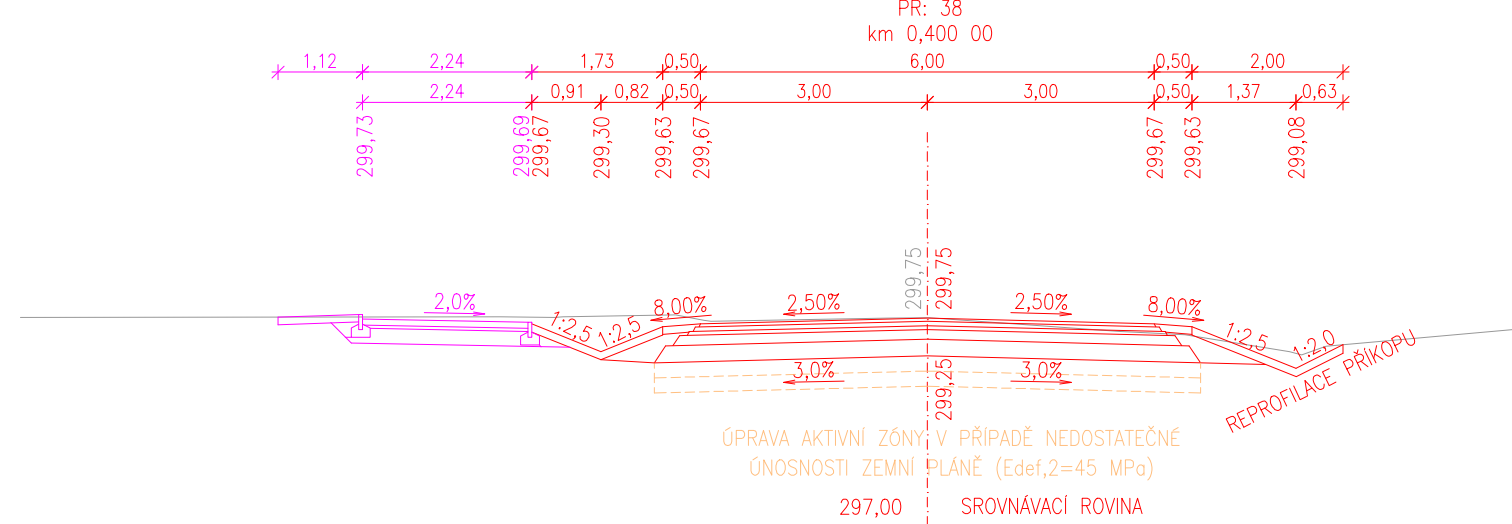 PR: 38
km 0,400 00
1,12 2,24 1,73 0,50 6,00 0,50 2,00
2,24 0,91 0,82 0,50 3,00 3,00 0,50 1,37 0,63
299,73 299,69 299,67 299,30 299,63 299,67 299,67 299,63 299,08
299,75 299,75
2,0% 1:2,5 1:2,5 8,00% 2,50% 2,50% 8,00% 1:2,5 1:2,0
3,0% 299,25 3,0%
REPROFILACE PŘÍKOPU
ÚPRAVA AKTIVNÍ ZÓNY V PŘÍPADĚ NEDOSTATEČNÉ
ÚNOSNOSTI ZEMNÍ PLÁNĚ (Edef,2=45 MPa)
297,00 SROVNÁVACÍ ROVINA